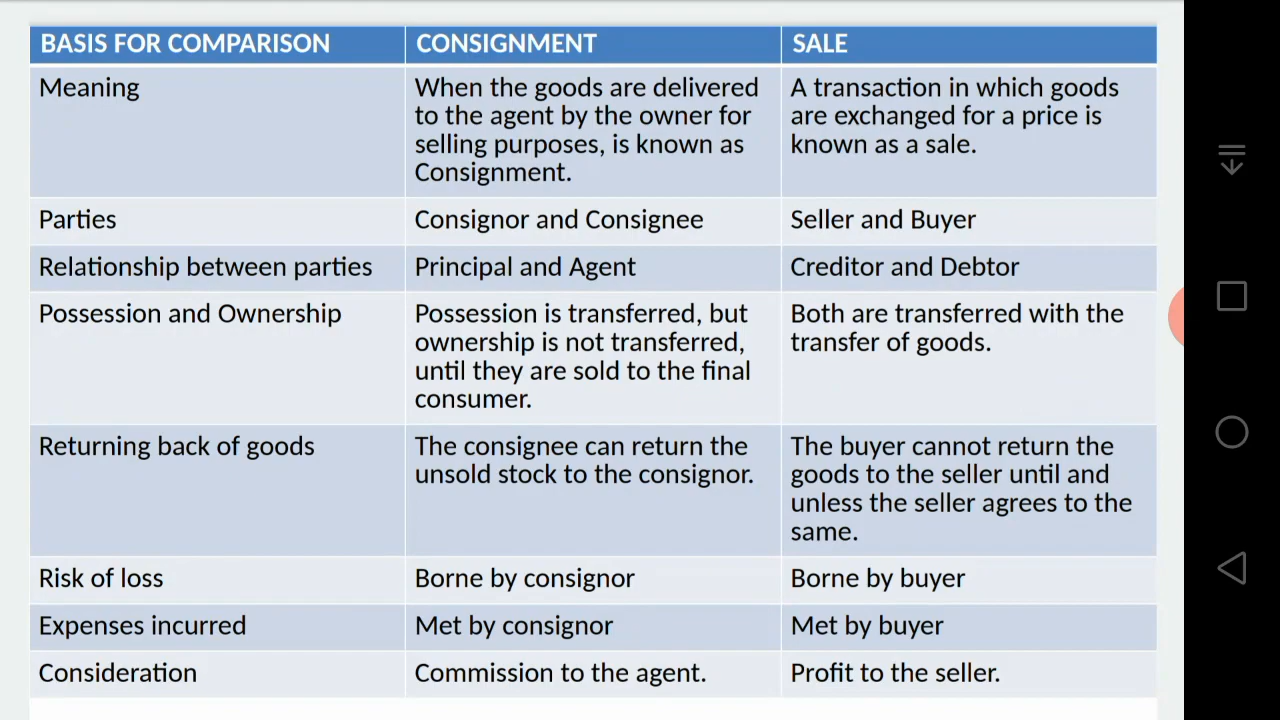 BASIS FOR COMPARISON
CONSIGNMENT
SALE
Meaning
When the goods are delivered
to the agent by the owner for
selling purposes, is known as
Consignment.
A transaction in which goods
are exchanged for a price is
known as a sale.
Parties
Consignor and Consignee
Seller and Buyer
Relationship between parties
Principal and Agent
Creditor and Debtor
Possession and Ownership
Possession is transferred, but
ownership is not transferred,
until they are sold to the final
consumer.
Both are transferred with the
transfer of goods.
Returning back of goods
The consignee can return the
unsold stock to the consignor.
The buyer cannot return the
goods to the seller until and
unless the seller agrees to the
same.
Risk of loss
Borne by consignor
Borne by buyer
Expenses incurred
Met by consignor
Met by buyer
Consideration
Commission to the agent.
Profit to the seller.